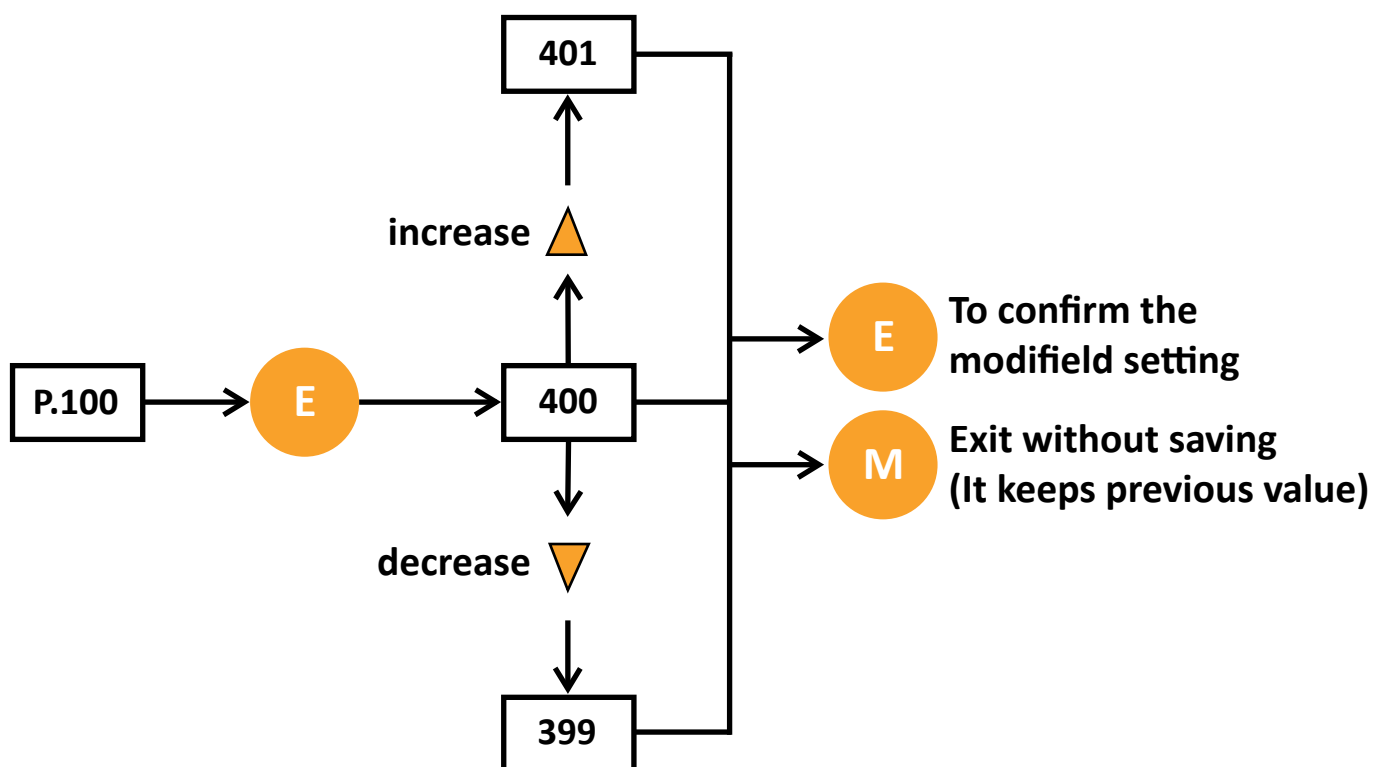 401
increase
P.100
E
400
E
To confirm the
modifield setting
M
Exit without saving
(It keeps previous value)
decrease
399